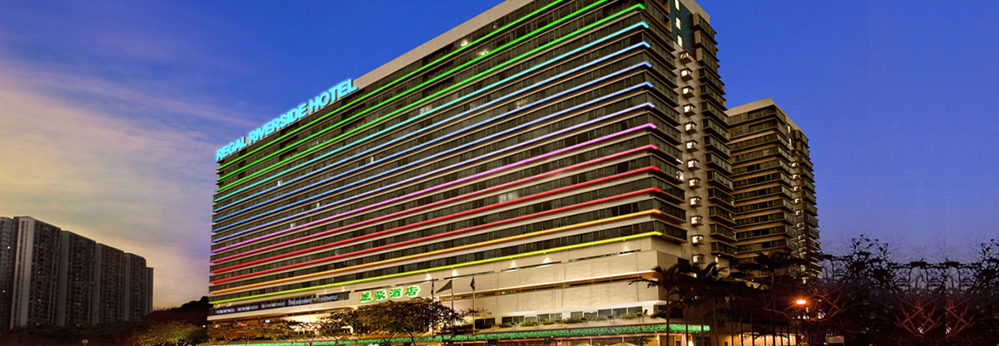 REGAL RIVERSIDE HOTEL
麗豪酒店